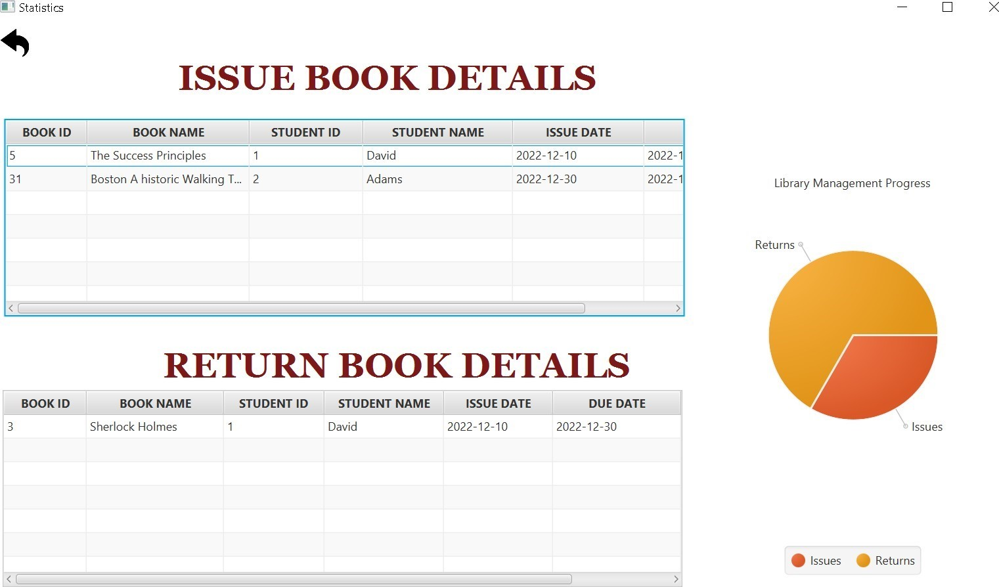 Statistics
ISSUE BOOK DETAILS
BOOK ID BOOK NAME STUDENT ID STUDENT NAME ISSUE DATE
5 The Success Principles 1 David 2022-12-10 2022-1
31 Boston A historic Walking T... 2 Adams 2022-12-30 2022-1
RETURN BOOK DETAILS
BOOK ID BOOK NAME STUDENT ID STUDENT NAME ISSUE DATE DUE DATE
3 Sherlock Holmes 1 David 2022-12-10 2022-12-30
Library Management Progress
Returns
Issues
Issues Returns